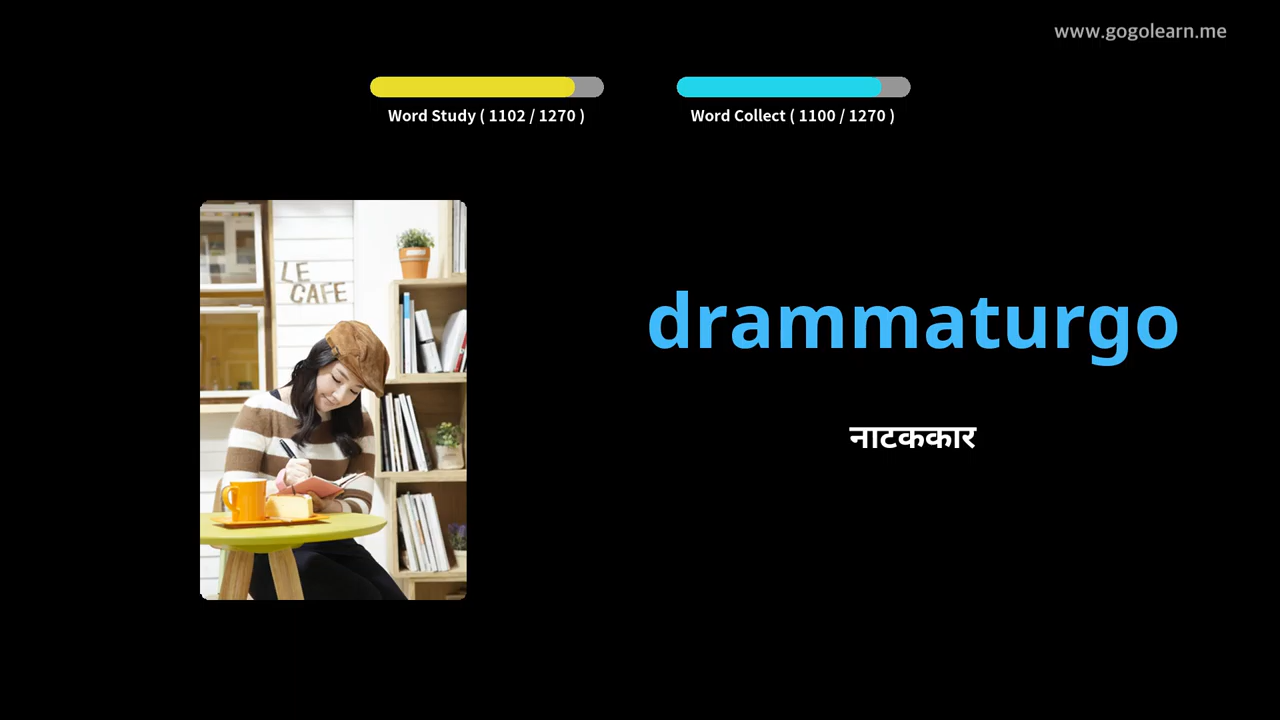 www.gogolearn.me
Word Study ( 1102 / 1270 )
Word Collect ( 1100 / 1270 )
LE
CAFE
drammaturgo
नाटककार